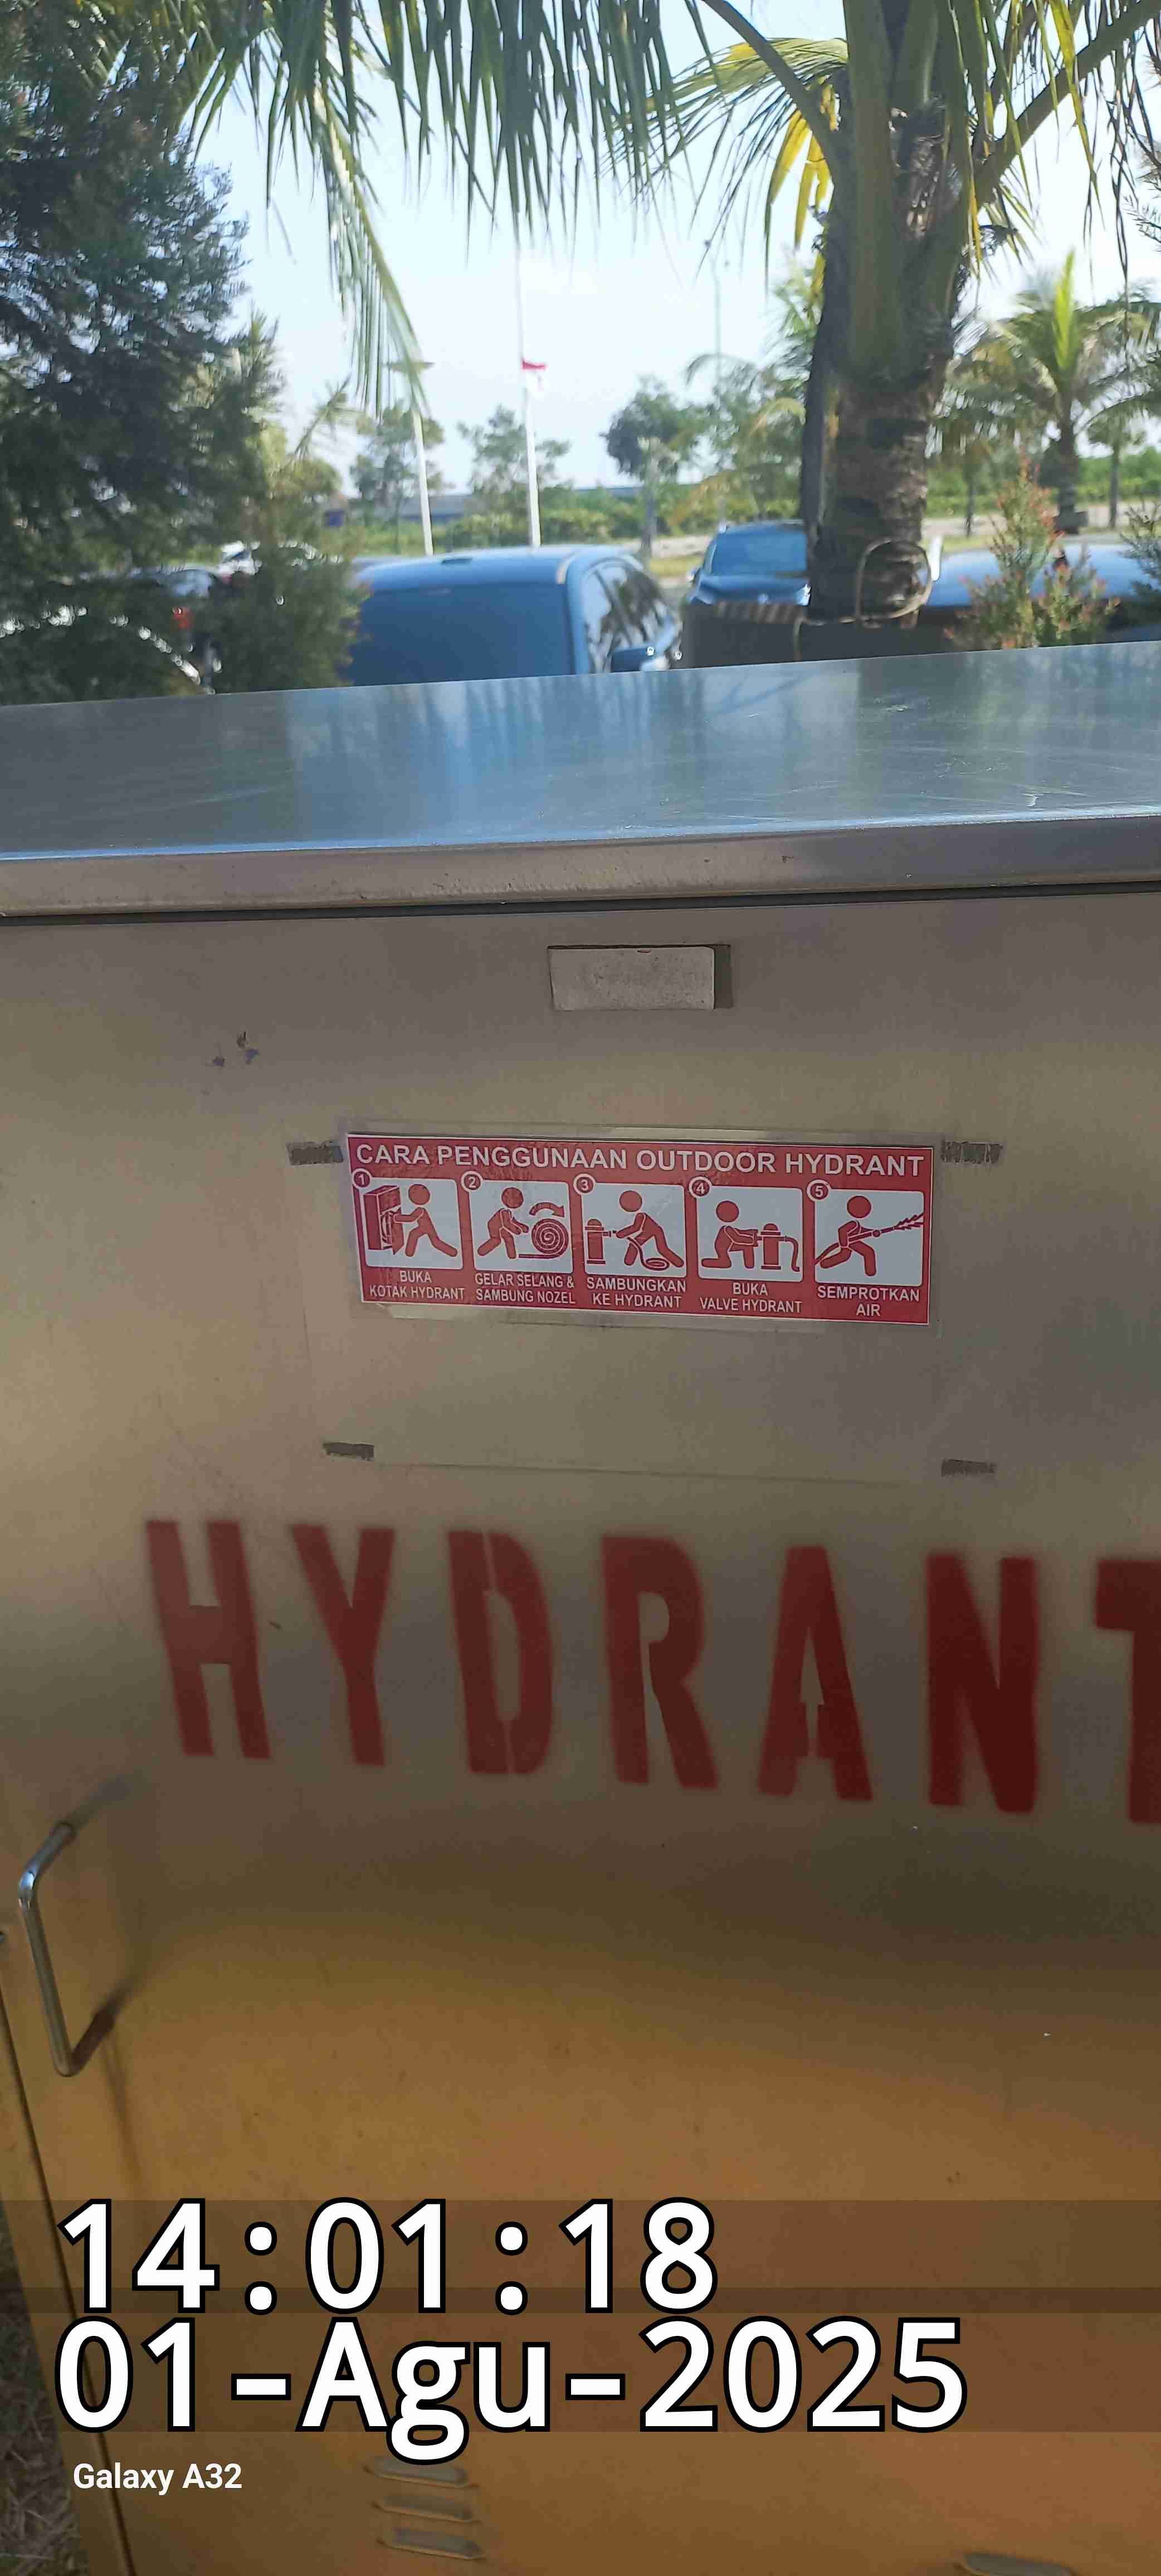 CARA PENGGUNAAN OUTDOOR HYDRANT
1 2 3 4 5
BUKA
KOTAK HYDRANT
GELAR SELANG &
SAMBUNG NOZEL
SAMBUNGKAN
KE HYDRANT
BUKA
VALVE HYDRANT
SEMPROTKAN
AIR
HYDRANT
14:01:18
01-Agu-2025
Galaxy A32